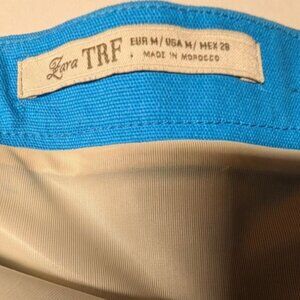 Zara TRF
EUR M / USA M / MEX 28
MADE IN MOROCCO